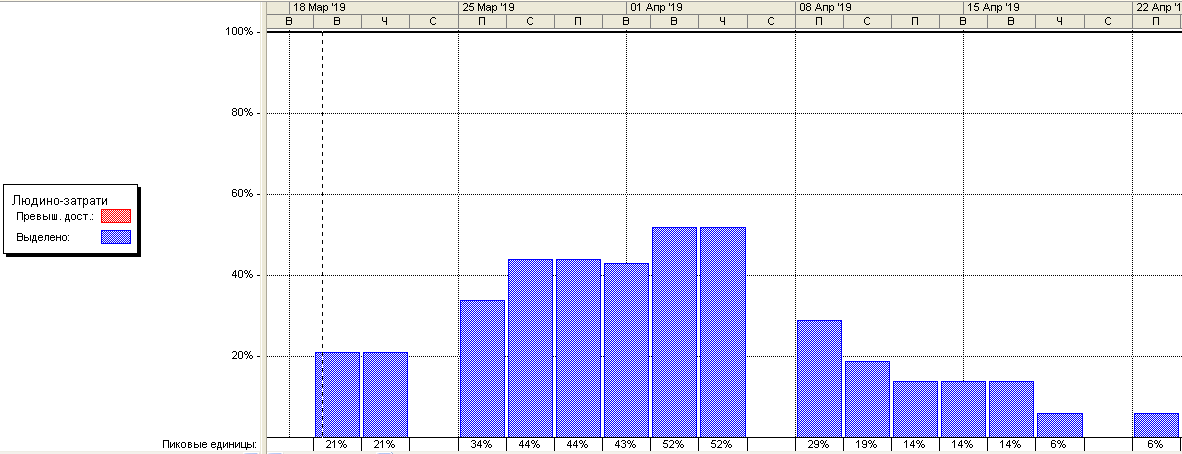 18 Мар '19 25 Мар '19 01 Апр '19 08 Апр '19 15 Апр '19 22 Апр '1
В В Ч С П С П В В Ч С П С П В В Ч С П
100%
80%
60%
Людино-затрати
Превыш. дост.:
Выделено:
40%
20%
Пиковые единицы: 21% 21% 34% 44% 44% 43% 52% 52% 29% 19% 14% 14% 14% 6% 6%